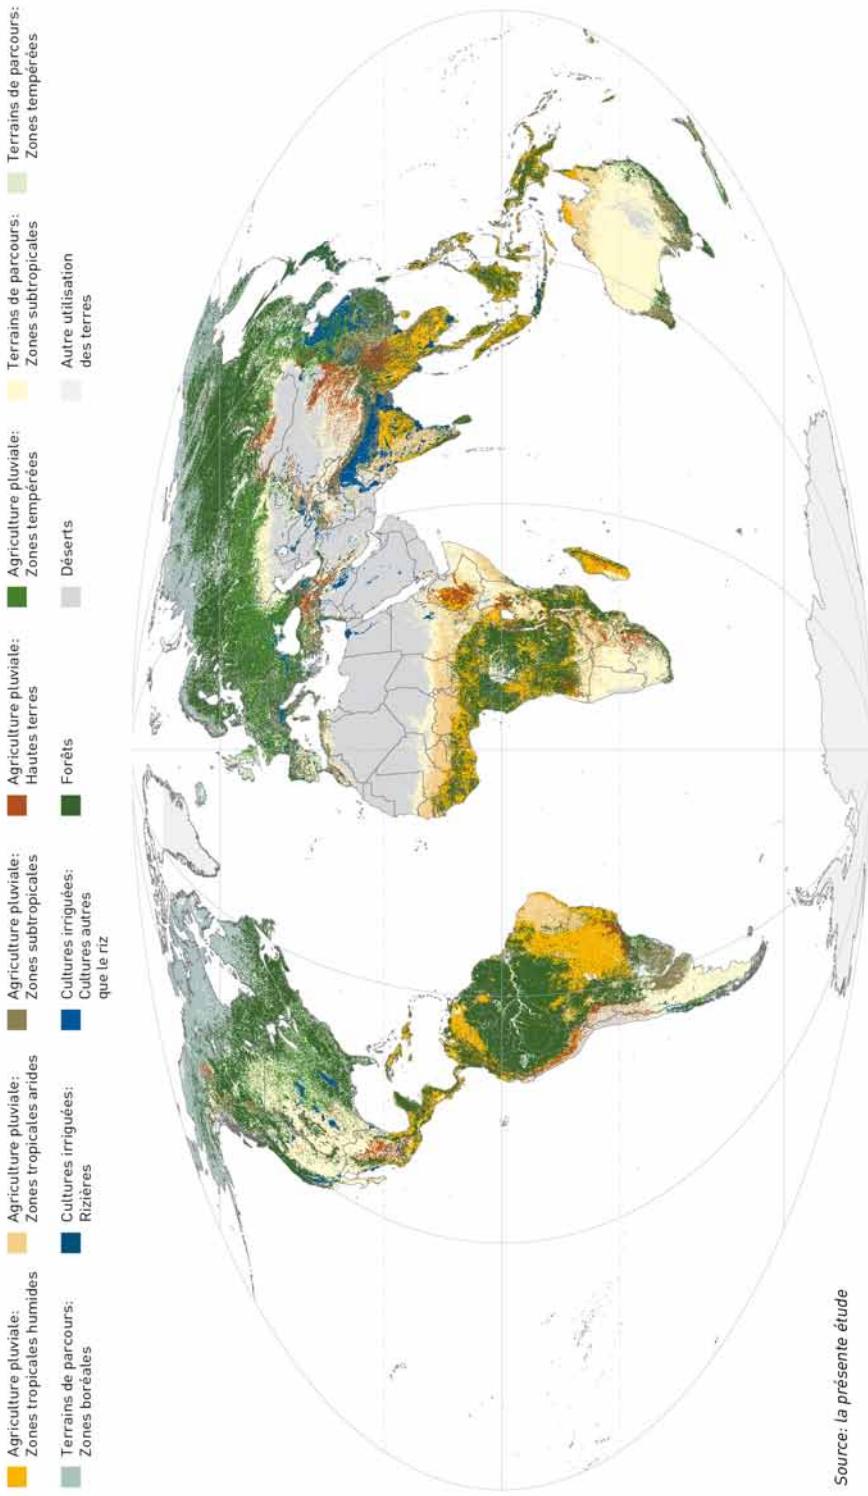 Agriculture pluviale:
Zones tropicales humides
Agriculture pluviale:
Zones tropicales arides
Agriculture pluviale:
Zones subtropicales
Agriculture pluviale:
Hautes terres
Agriculture pluviale:
Zones tempérées
Terrains de parcours:
Zones subtropicales
Terrains de parcours:
Zones tempérées
Terrains de parcours:
Zones boréales
Cultures irriguées:
Rizières
Cultures irriguées:
Cultures autres
que le riz
Forêts
Déserts
Autre utilisation
des terres
Source: la présente étude